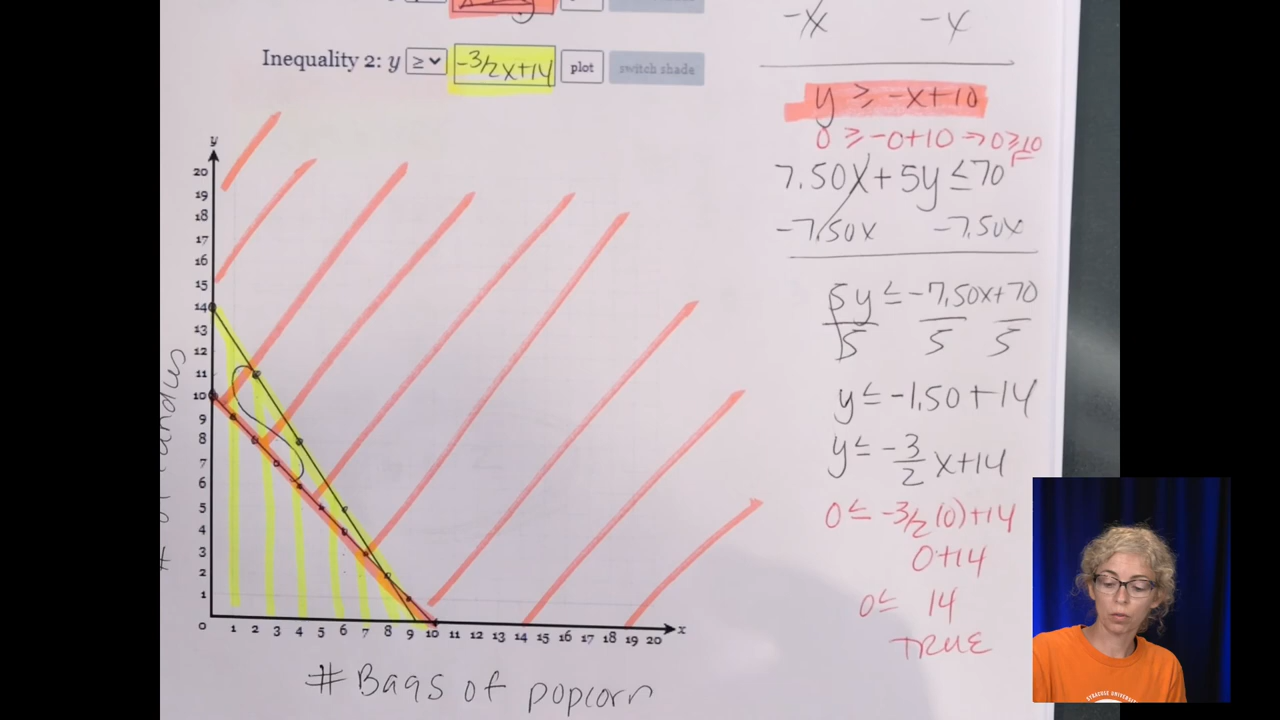 -x -x
Inequality 2: y ≥ -3/2x+14 plot switch shade
y ≥ -x+10
0 ≥ -0+10 → 0≥10
F
7.50x+5y≤70
-7.50x -7.50x
5y ≤ -7.50x+70
5 5 5
y ≤ -1.50+14
y ≤ -3/2 x+14
0 ≤ -3/2(0)+14
0+14
0 ≤ 14
TRUE
y
20
19
18
17
16
15
14
13
12
11
10
9
8
7
6
5
4
3
2
1
0 1 2 3 4 5 6 7 8 9 10 11 12 13 14 15 16 17 18 19 20 x
# Bags of popcorn
SYRACUSE UNIVERSITY